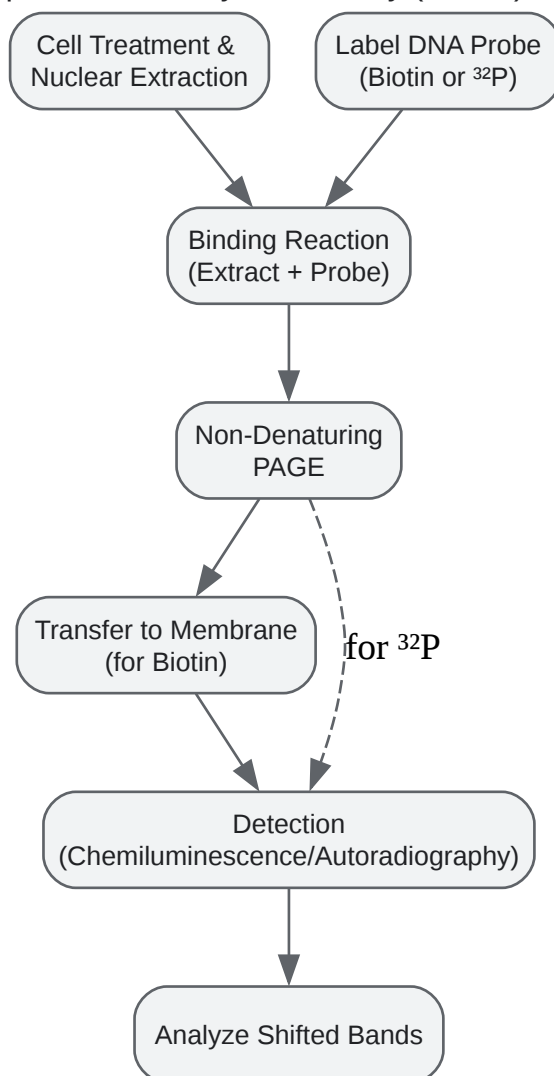 Cell Treatment &
Nuclear Extraction
Label DNA Probe
(Biotin or ³²P)
Binding Reaction
(Extract + Probe)
Non-Denaturing
PAGE
Transfer to Membrane
(for Biotin)
for ³²P
Detection
(Chemiluminescence/Autoradiography)
Analyze Shifted Bands